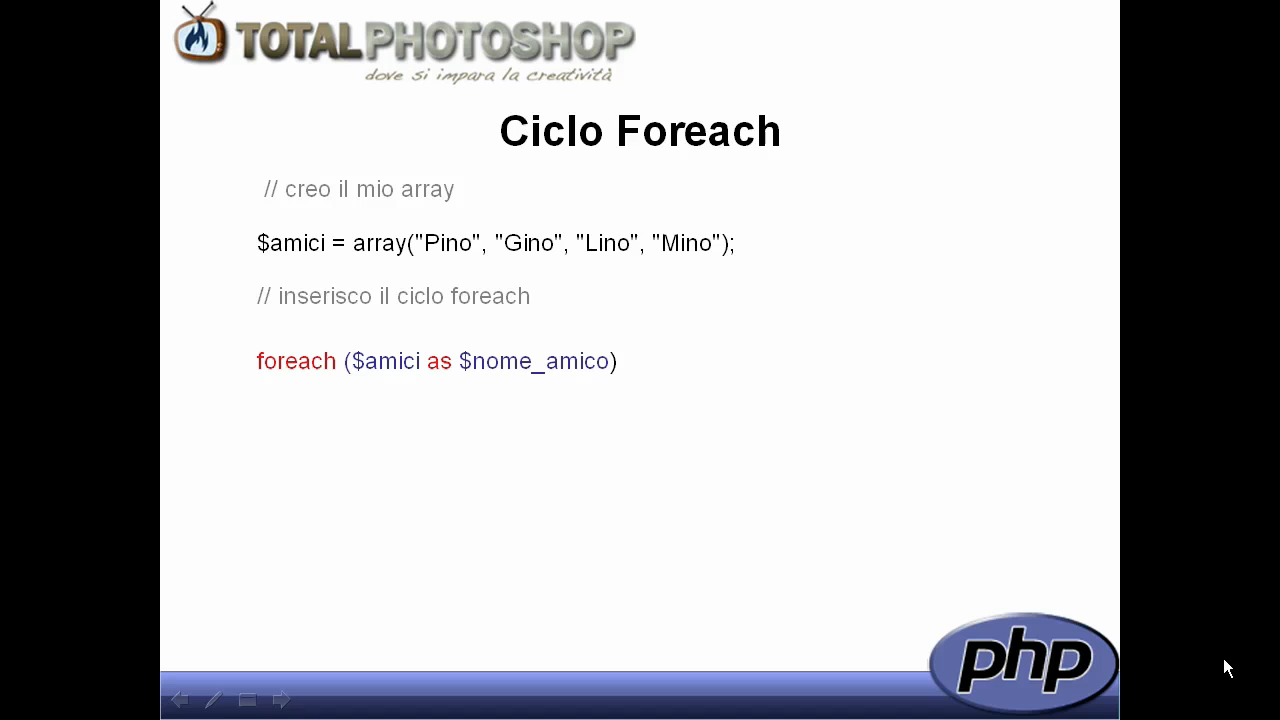 TOTALPHOTOSHOP
dove si impara la creatività
Ciclo Foreach
// creo il mio array
$amici = array("Pino", "Gino", "Lino", "Mino");
// inserisco il ciclo foreach
foreach ($amici as $nome_amico)
php